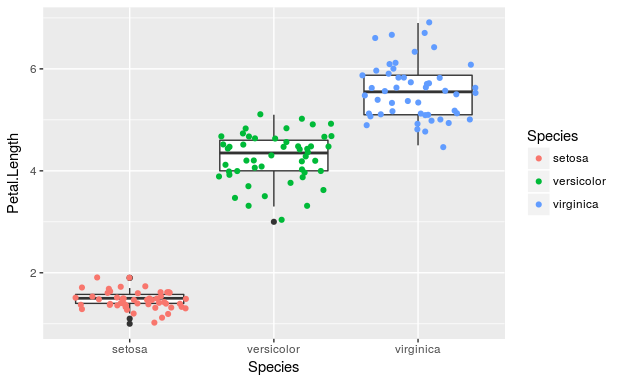 Petal.Length
6
4
2
setosa
versicolor
virginica
Species
Species
setosa
versicolor
virginica